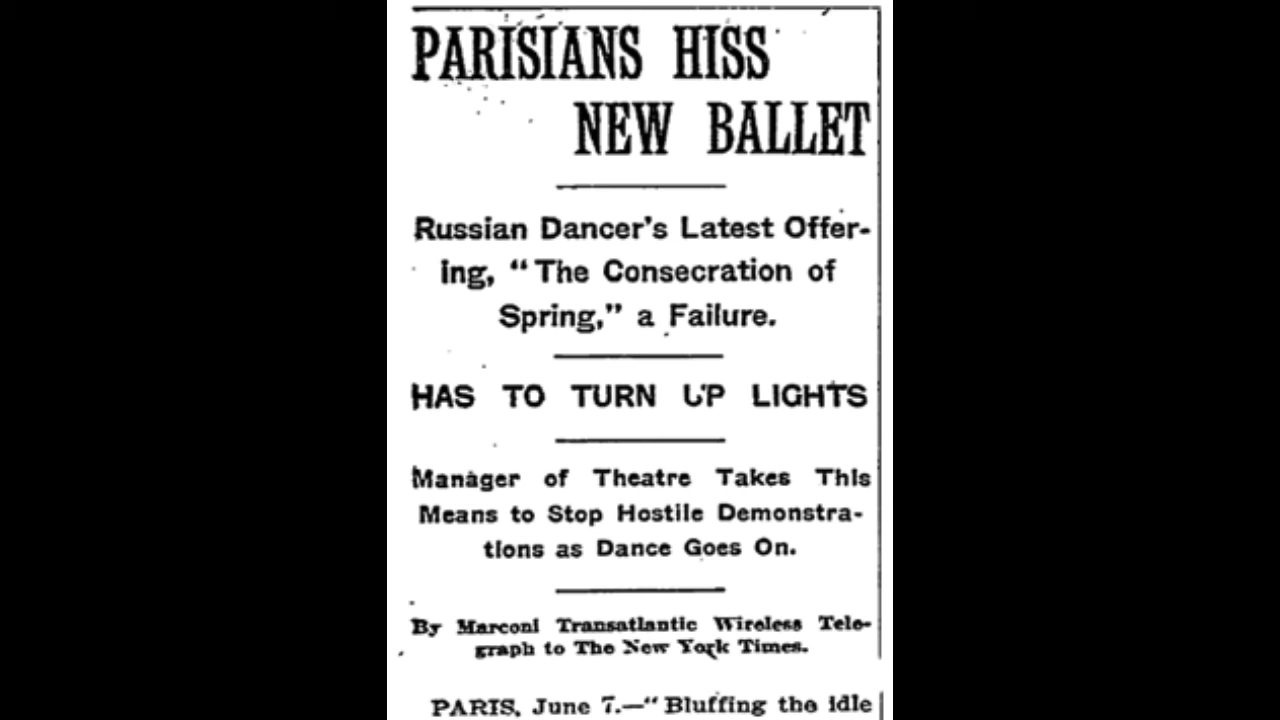 PARISIANS HISS
NEW BALLET
Russian Dancer's Latest Offer-
ing, "The Consecration of
Spring," a Failure.
HAS TO TURN UP LIGHTS
Manager of Theatre Takes This
Means to Stop Hostile Demonstra-
tions as Dance Goes On.
By Marconi Transatlantic Wireless Tele-
graph to The New York Times.
PARIS, June 7.—"Bluffing the idle